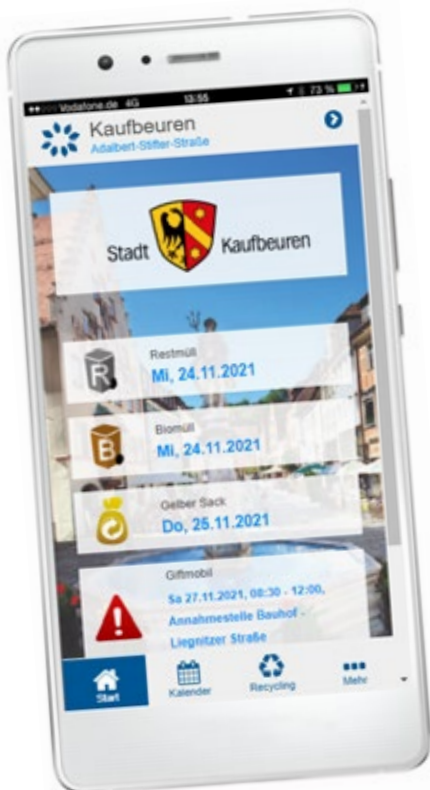 Vodafone.de 4G 13:55 73 %
Kaufbeuren
Adalbert-Stifter-Straße
Stadt Kaufbeuren
R.
Restmüll
Mi, 24.11.2021
B.
Biomüll
Mi, 24.11.2021
Gelber Sack
Do, 25.11.2021
Giftmobil
Sa 27.11.2021, 08:30 - 12:00,
Annahmestelle Bauhof -
Liegnitzer Straße
Start Kalender Recycling Mehr